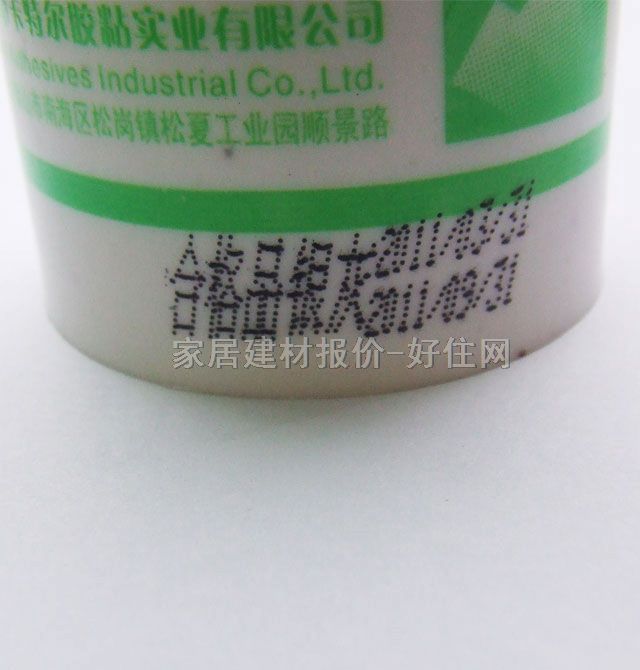 卡特尔胶粘实业有限公司
hesives Industrial Co.,Ltd.
市南海区松岗镇松夏工业园顺景路
2011/03/31
家居建材报价-好住网